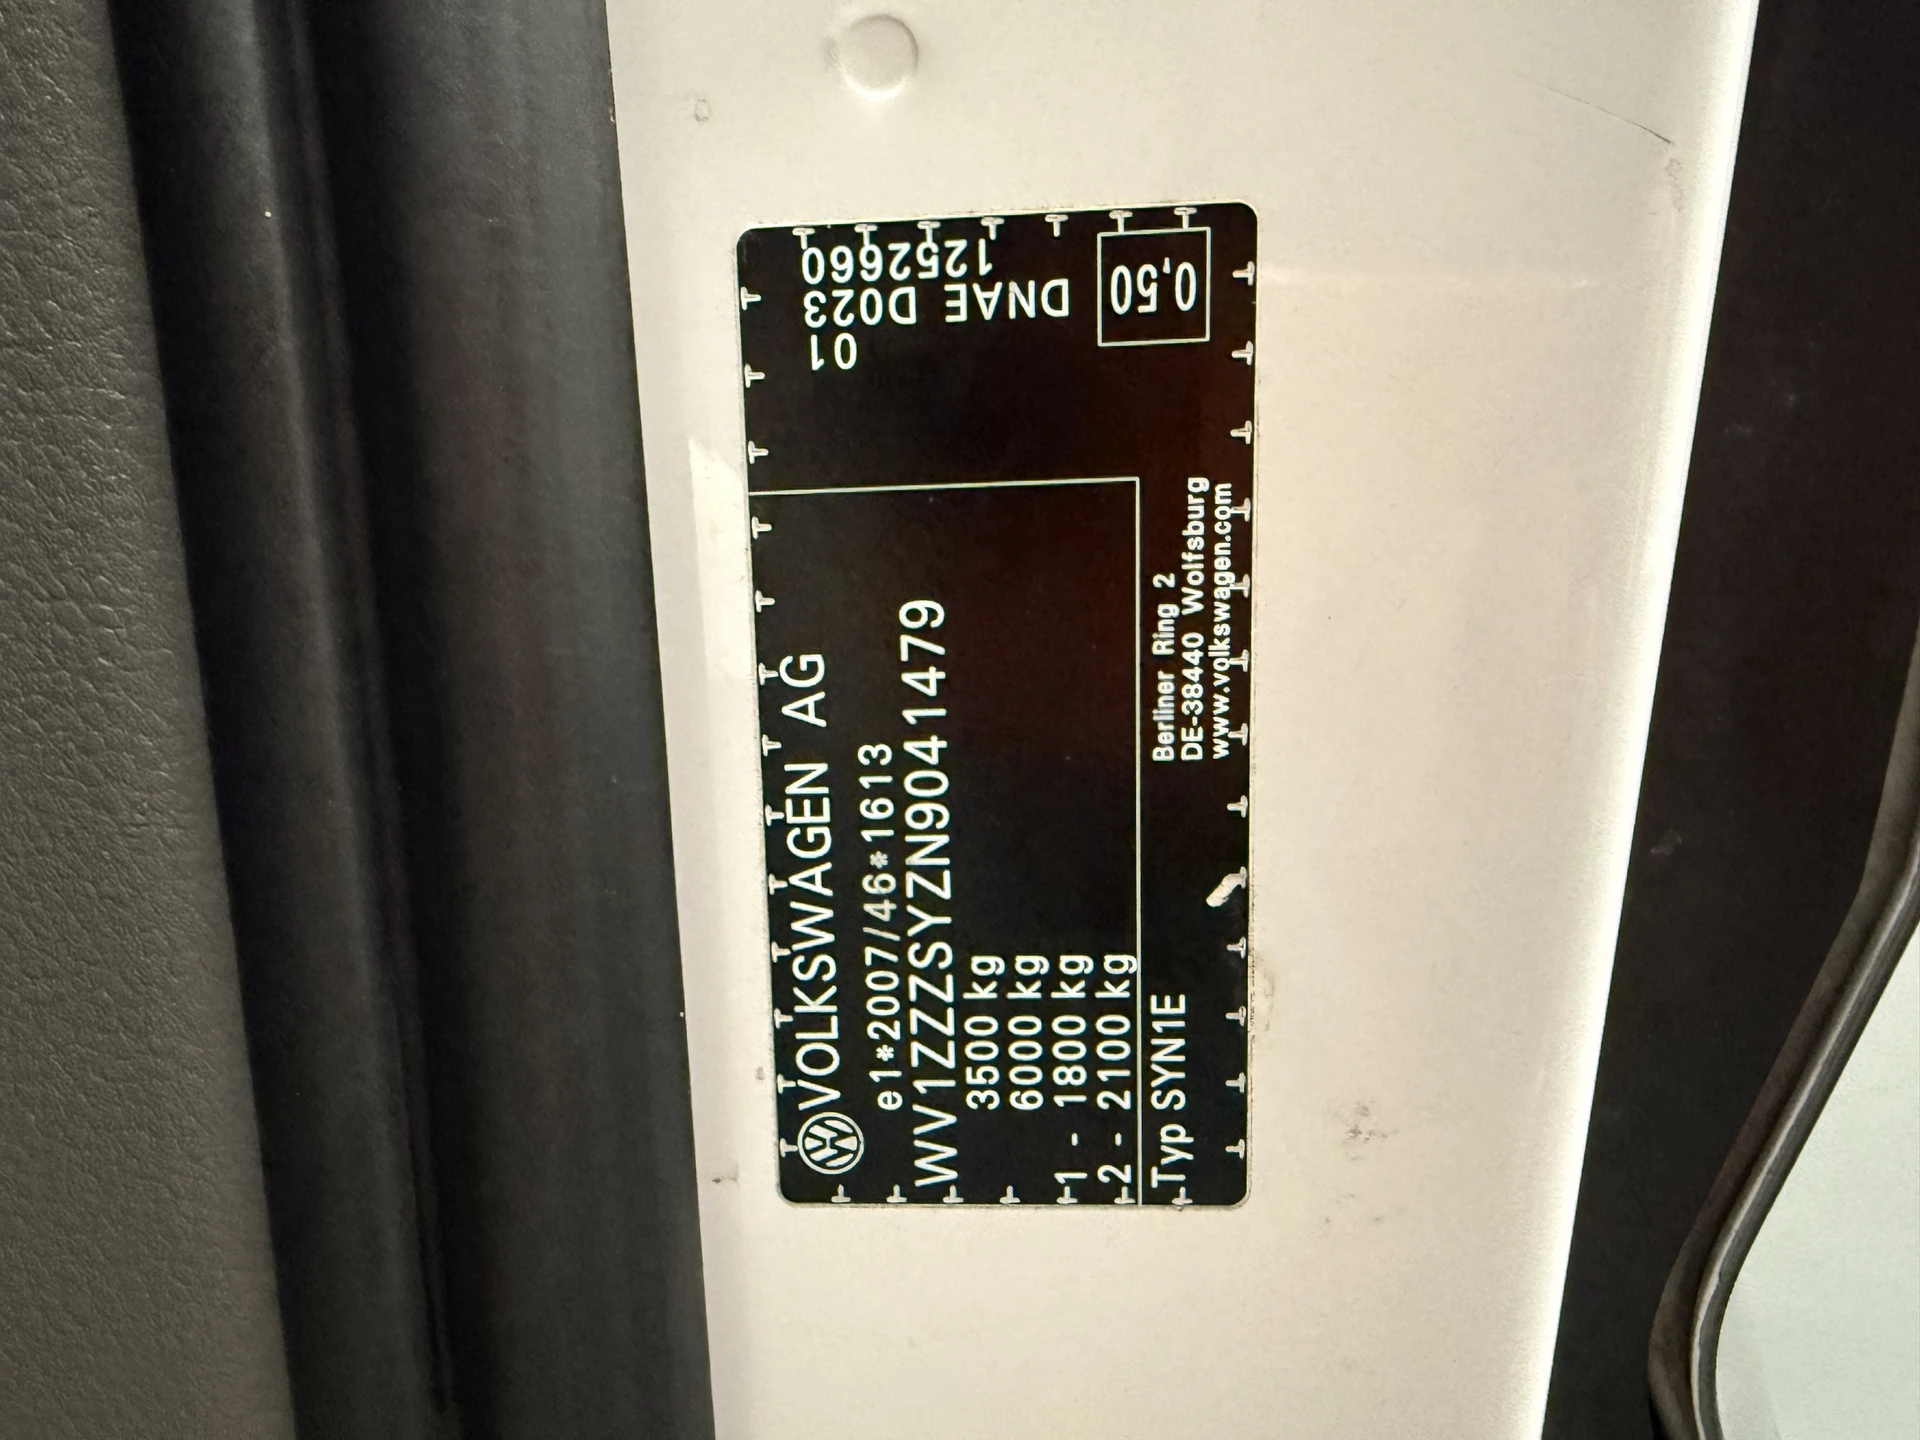 VOLKSWAGEN AG
e1*2007/46*1613
WV1ZZZSYZN9041479
3500 kg
6000 kg
1 - 1800 kg
2 - 2100 kg
Typ SYN1E
Berliner Ring 2
DE-38440 Wolfsburg
www.volkswagen.com
01
DNAE D023
1252660
0,50